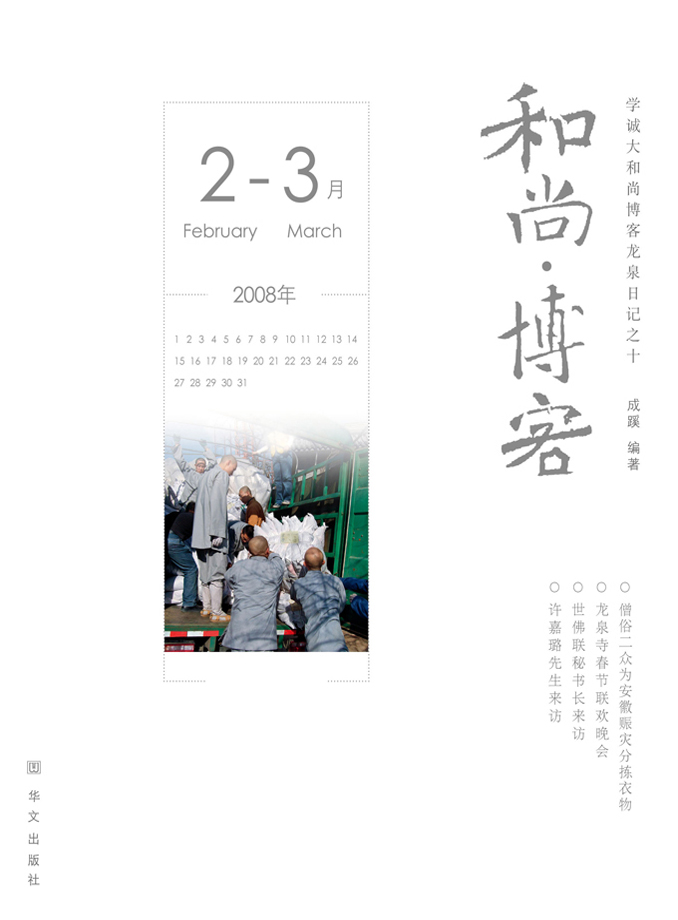 和尚·博客
学诚大和尚博客龙泉日记之十
成蹊 编著
2-3月
February March
2008年
1 2 3 4 5 6 7 8 9 10 11 12 13 14
15 16 17 18 19 20 21 22 23 24 25 26
27 28 29 30 31
○ 僧俗二众为安徽赈灾分拣衣物
○ 龙泉寺春节联欢晚会
○ 世佛联秘书长来访
○ 许嘉璐先生来访
华文出版社